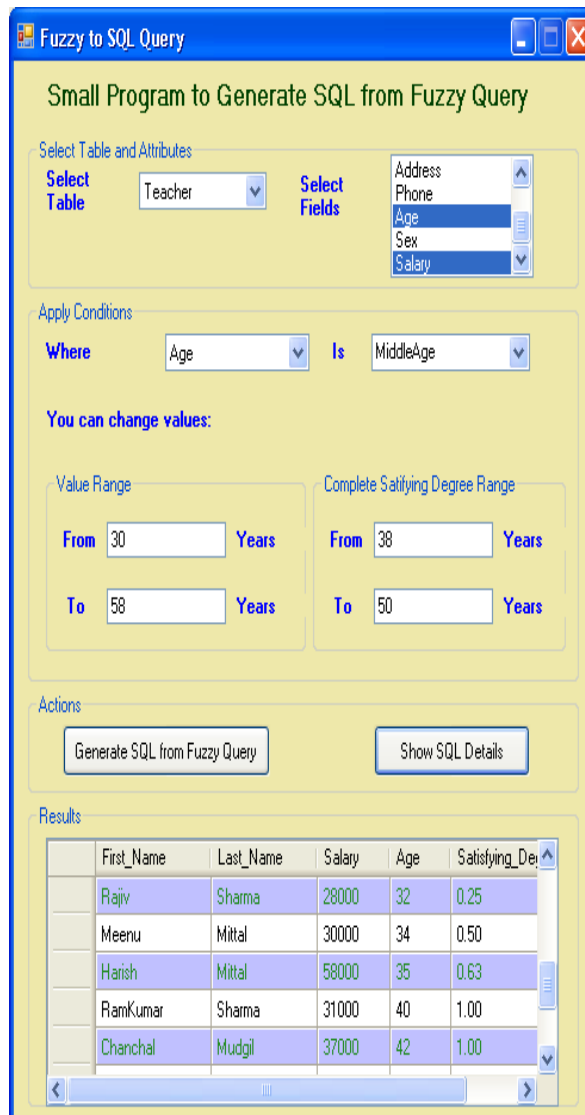 Fuzzy to SQL Query
Small Program to Generate SQL from Fuzzy Query
Select Table and Attributes
Select Table
Teacher
Select Fields
Address
Phone
Age
Sex
Salary
Apply Conditions
Where Age Is MiddleAge
You can change values:
Value Range
From 30 Years
To 58 Years
Complete Satifying Degree Range
From 38 Years
To 50 Years
Actions
Generate SQL from Fuzzy Query
Show SQL Details
Results
First_Name Last_Name Salary Age Satisfying_De
Rajiv Sharma 28000 32 0.25
Meenu Mittal 30000 34 0.50
Harish Mittal 58000 35 0.63
RamKumar Sharma 31000 40 1.00
Chanchal Mudgil 37000 42 1.00